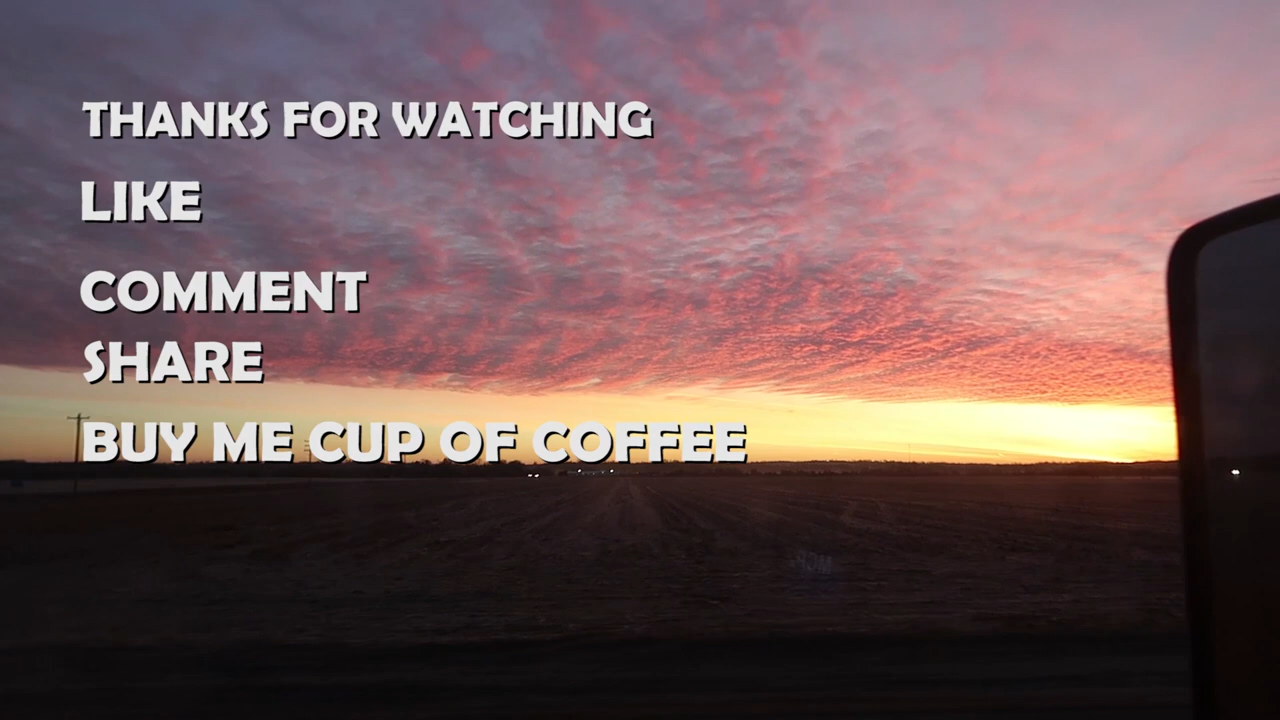 THANKS FOR WATCHING
LIKE
COMMENT
SHARE
BUY ME CUP OF COFFEE